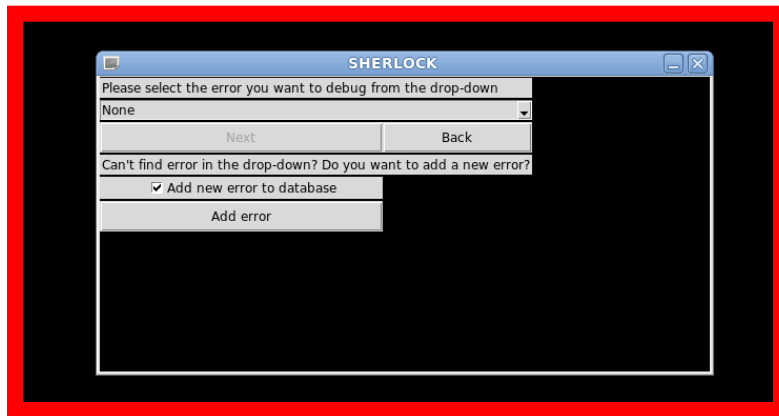 SHERLOCK
Please select the error you want to debug from the drop-down
None
Next Back
Can't find error in the drop-down? Do you want to add a new error?
Add new error to database
Add error